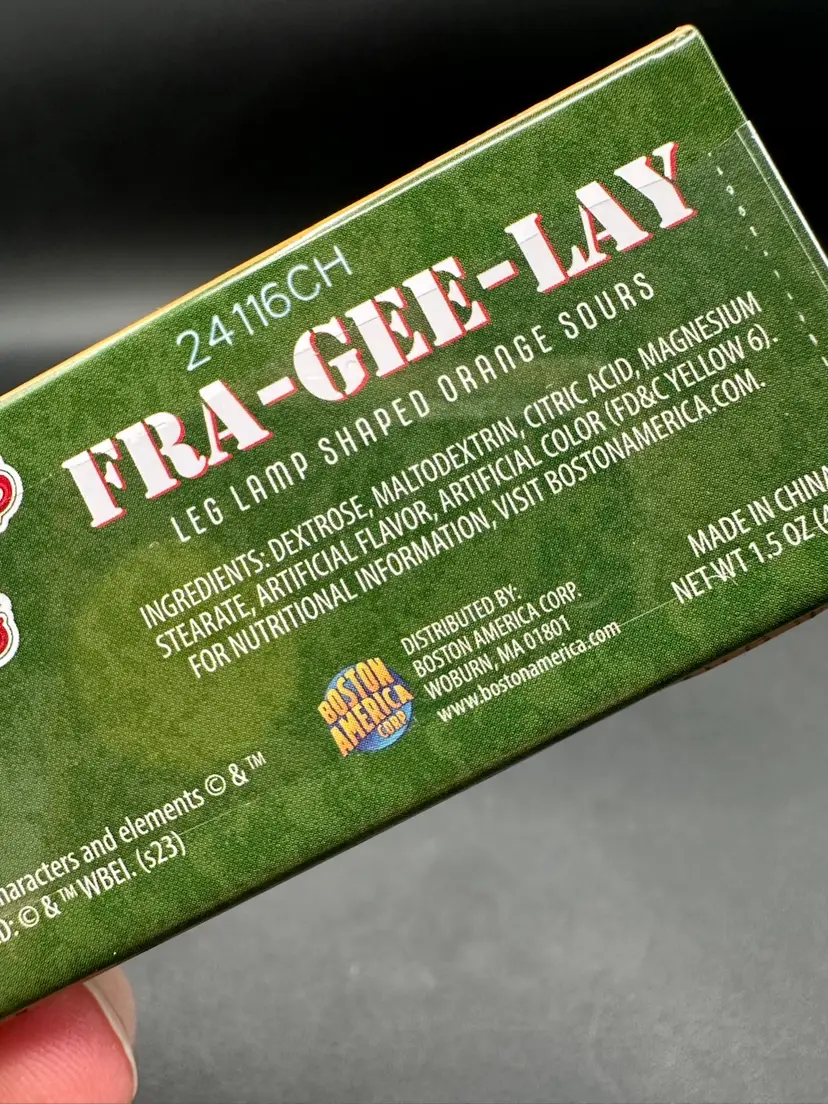 24116CH
FRA-GEE-LAY
LEG LAMP SHAPED ORANGE SOURS
INGREDIENTS: DEXTROSE, MALTODEXTRIN, CITRIC ACID, MAGNESIUM
STEARATE, ARTIFICIAL FLAVOR, ARTIFICIAL COLOR (FD&C YELLOW 6).
FOR NUTRITIONAL INFORMATION, VISIT BOSTONAMERICA.COM.
MADE IN CHINA
NET WT 1.5 OZ
BOSTON
AMERICA
CORP
DISTRIBUTED BY:
BOSTON AMERICA CORP.
WOBURN, MA 01801
www.bostonamerica.com
and elements © & ™
© & ™ WBEI. (s23)